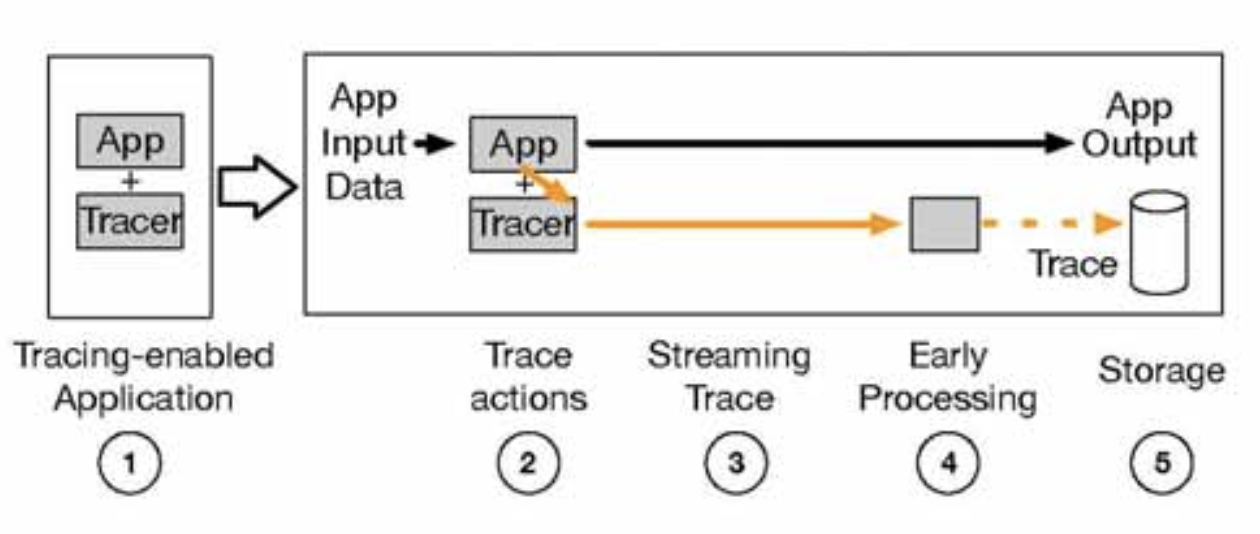 App
+
Tracer
App
Input
Data
App
+
Tracer
App
Output
Trace
Tracing-enabled
Application
Trace
actions
Streaming
Trace
Early
Processing
Storage
1
2
3
4
5